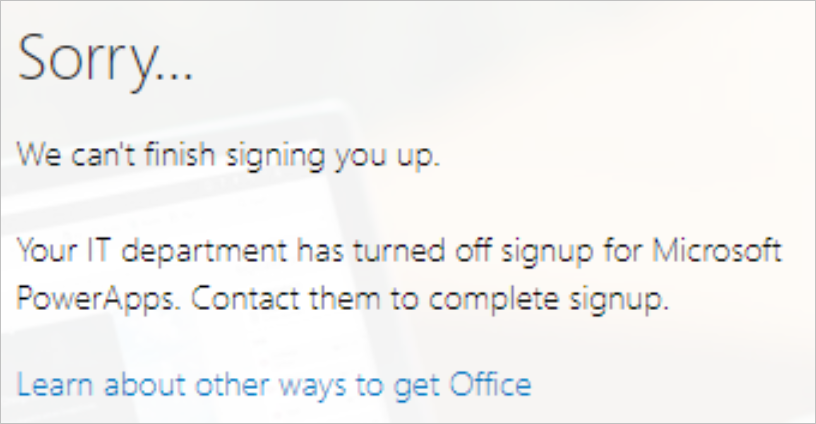 Sorry...
We can't finish signing you up.
Your IT department has turned off signup for Microsoft
PowerApps. Contact them to complete signup.
Learn about other ways to get Office